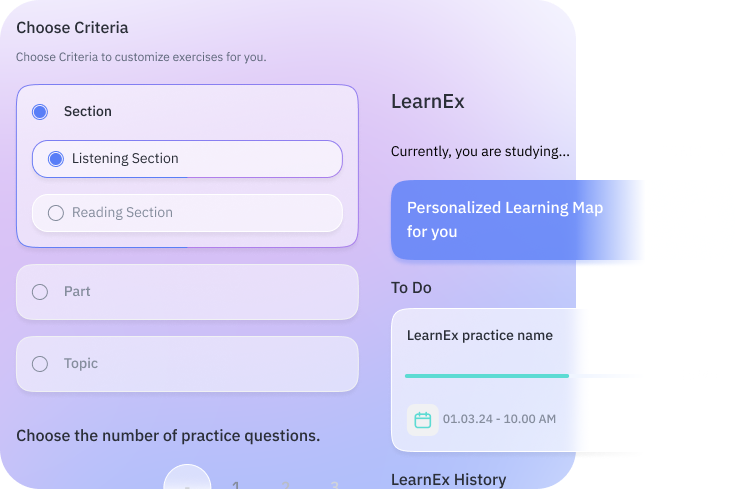 Choose Criteria
Choose Criteria to customize exercises for you.
Section
Listening Section
Reading Section
Part
Topic
Choose the number of practice questions.
1
2
3
LearnEx
Currently, you are studying...
Personalized Learning Map
for you
To Do
LearnEx practice name
01.03.24 - 10.00 AM
LearnEx History